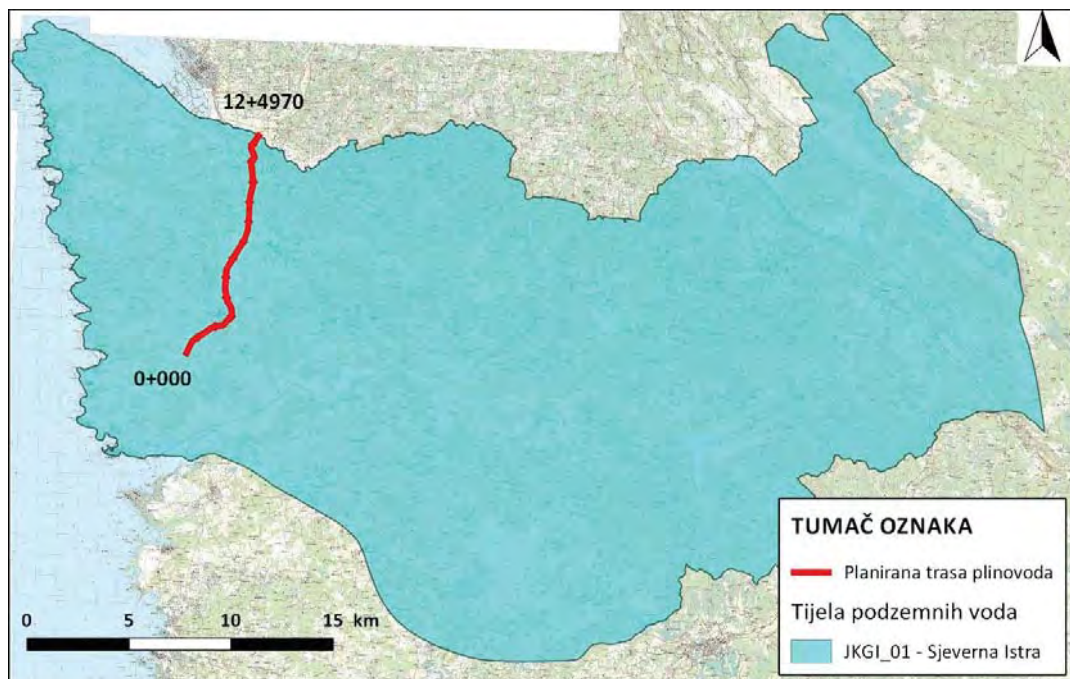 12+4970
0+000
0 5 10 15 km
TUMAČ OZNAKA
Planirana trasa plinovoda
Tijela podzemnih voda
JKGI_01 - Sjeverna Istra